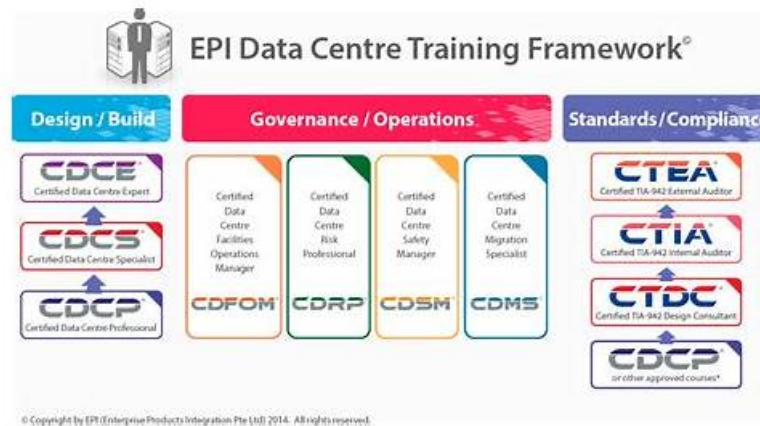 EPI Data Centre Training Framework©
Design / Build
Governance / Operations
Standards/Compliance
CDCE
Certified Data Centre Expert
CDCS
Certified Data Centre Specialist
CDCP
Certified Data Centre Professional
Certified
Data
Centre
Facilities
Operations
Manager
CDFOM
Certified
Data
Centre
Risk
Professional
CDRP
Certified
Data
Centre
Safety
Manager
CDSM
Certified
Data
Centre
Migration
Specialist
CDMS
CTEA
Certified TIA-942 External Auditor
CTIA
Certified TIA-942 Internal Auditor
CTDC
Certified TIA-942 Design Consultant
CDCP
or other approved courses*
© Copyright by EPI (Enterprise Products Integration Pte Ltd) 2014. All rights reserved.